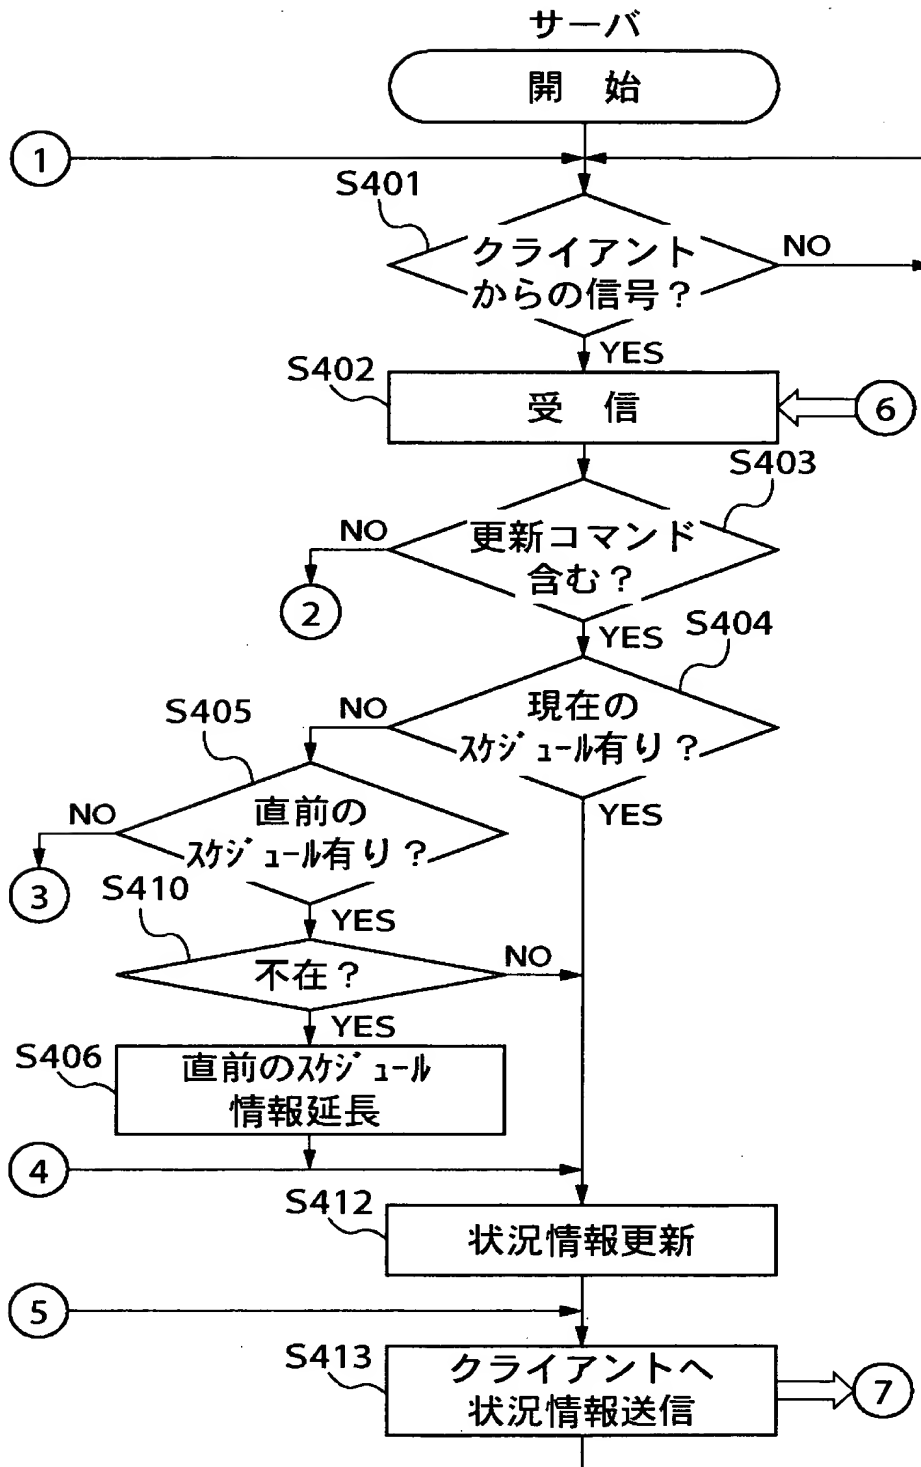 サーバ
開 始
1
S401
クライアント
からの信号？
NO
YES
S402
受 信
6
S403
更新コマンド
含む？
NO
2
YES
S404
現在の
ｽｹｼﾞｭｰﾙ有り？
NO
YES
S405
直前の
ｽｹｼﾞｭｰﾙ有り？
NO
3
YES
S410
不在？
NO
YES
S406
直前のｽｹｼﾞｭｰﾙ
情報延長
4
S412
状況情報更新
5
S413
クライアントへ
状況情報送信
7